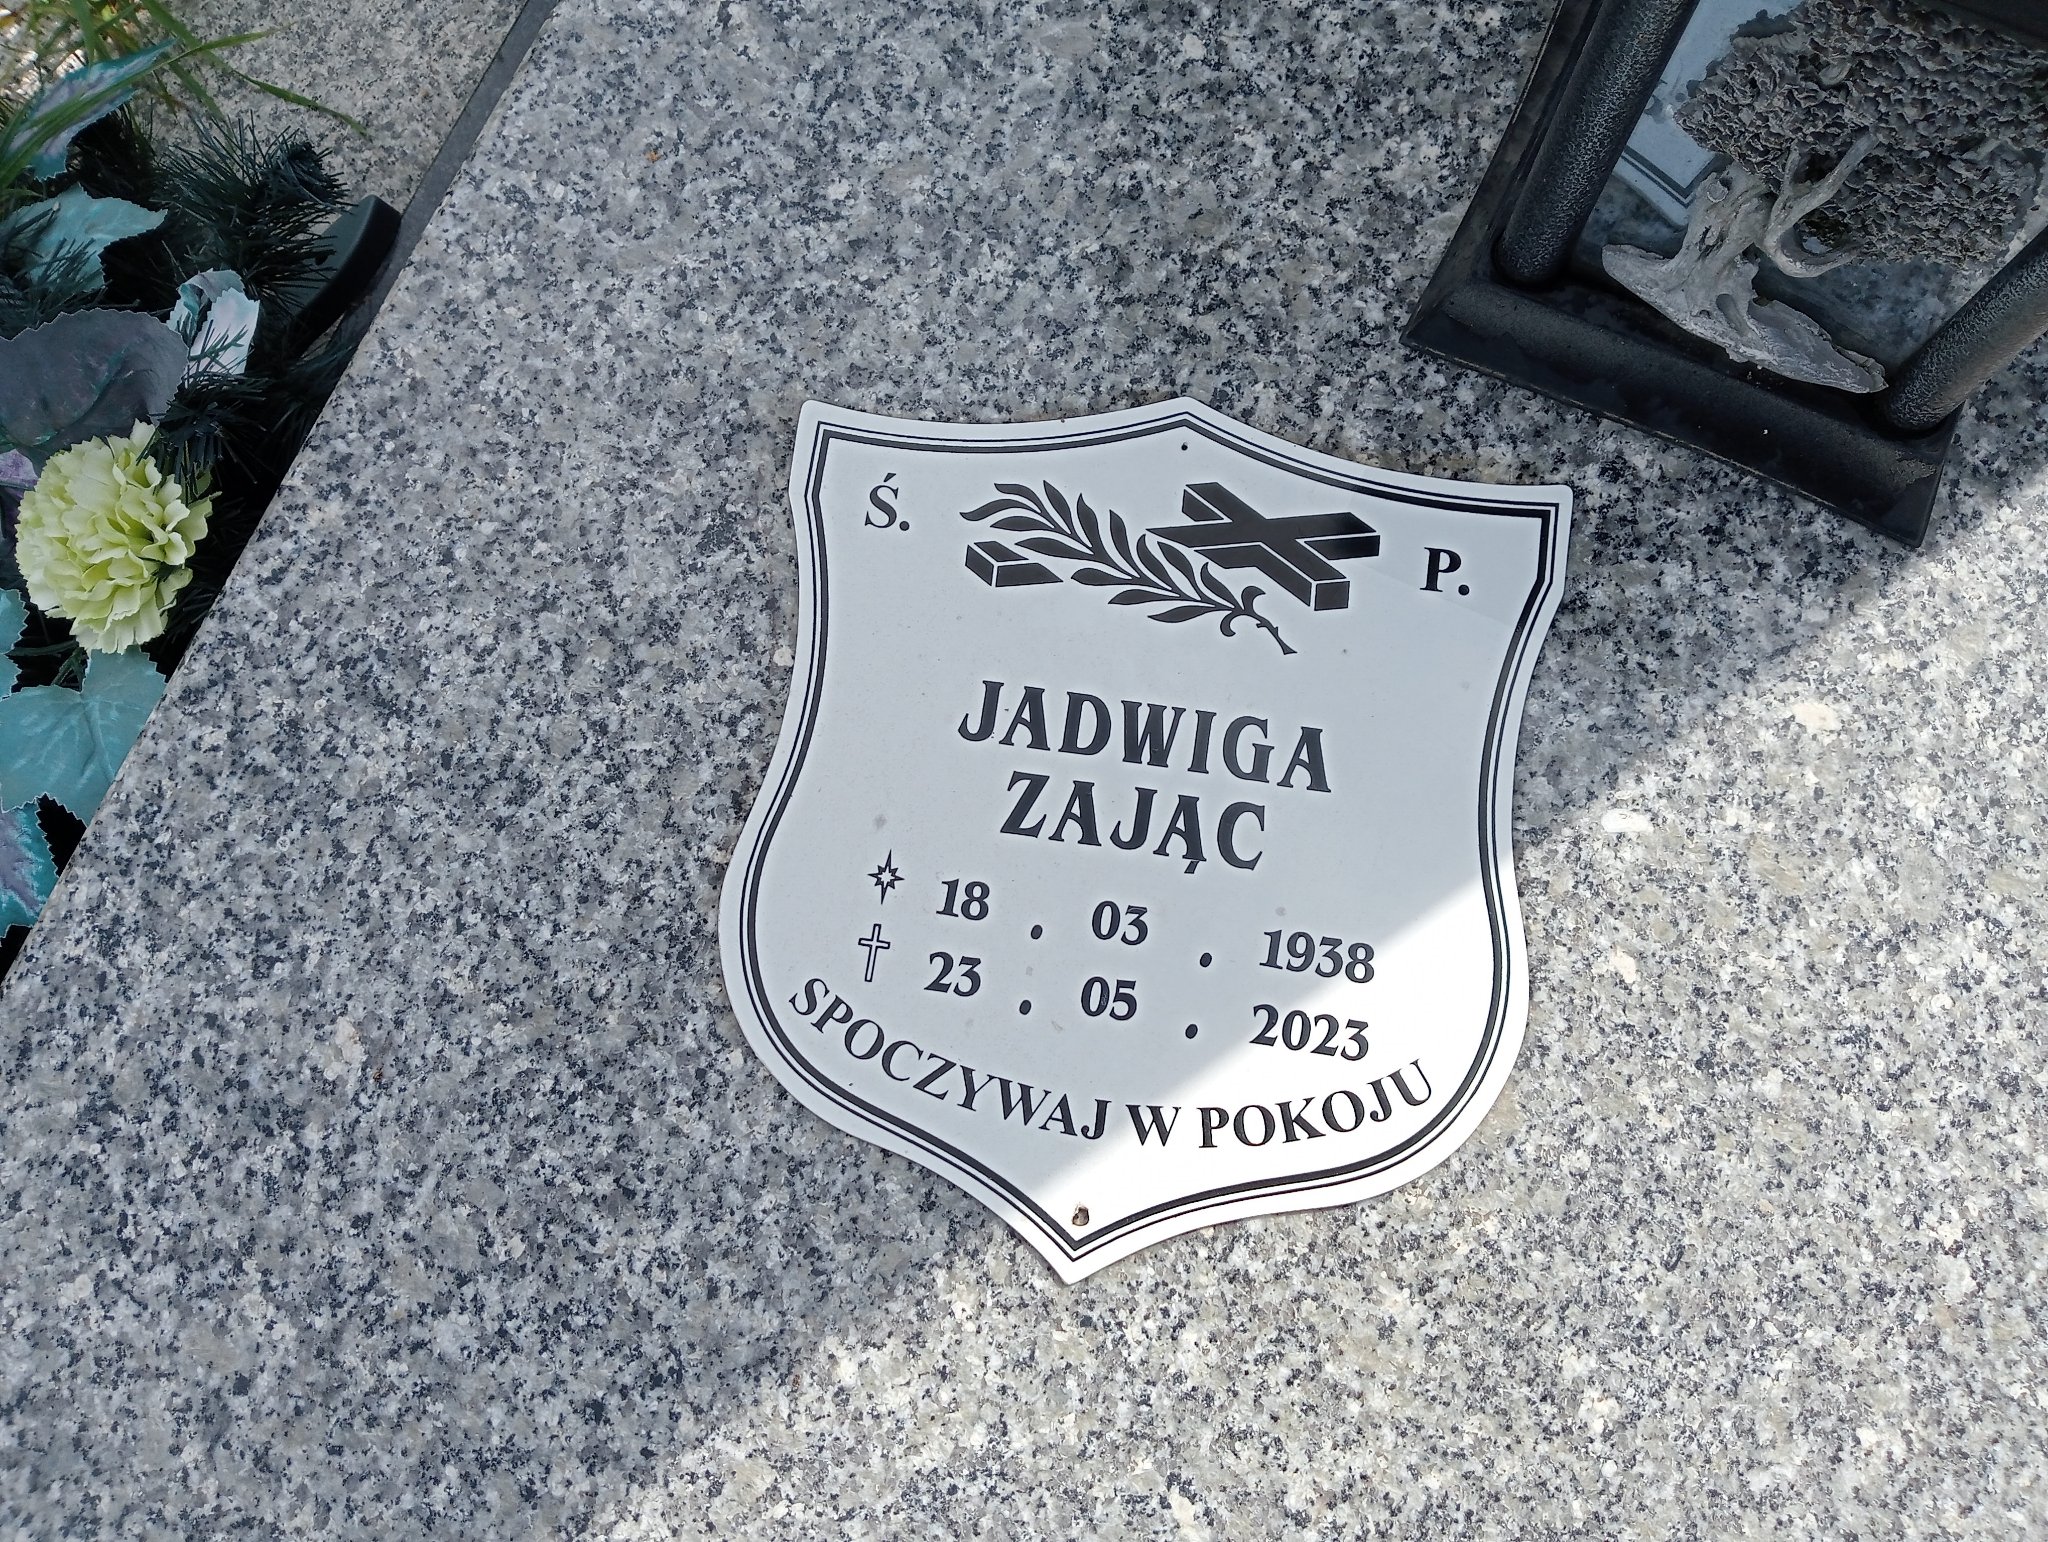 Ś. P.
JADWIGA
ZAJĄC
18 . 03 . 1938
23 . 05 . 2023
SPOCZYWAJ W POKOJU